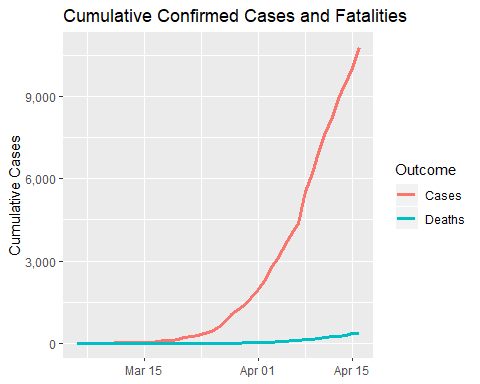 Cumulative Confirmed Cases and Fatalities
Cumulative Cases
9,000
6,000
3,000
0
Mar 15
Apr 01
Apr 15
Outcome
Cases
Deaths